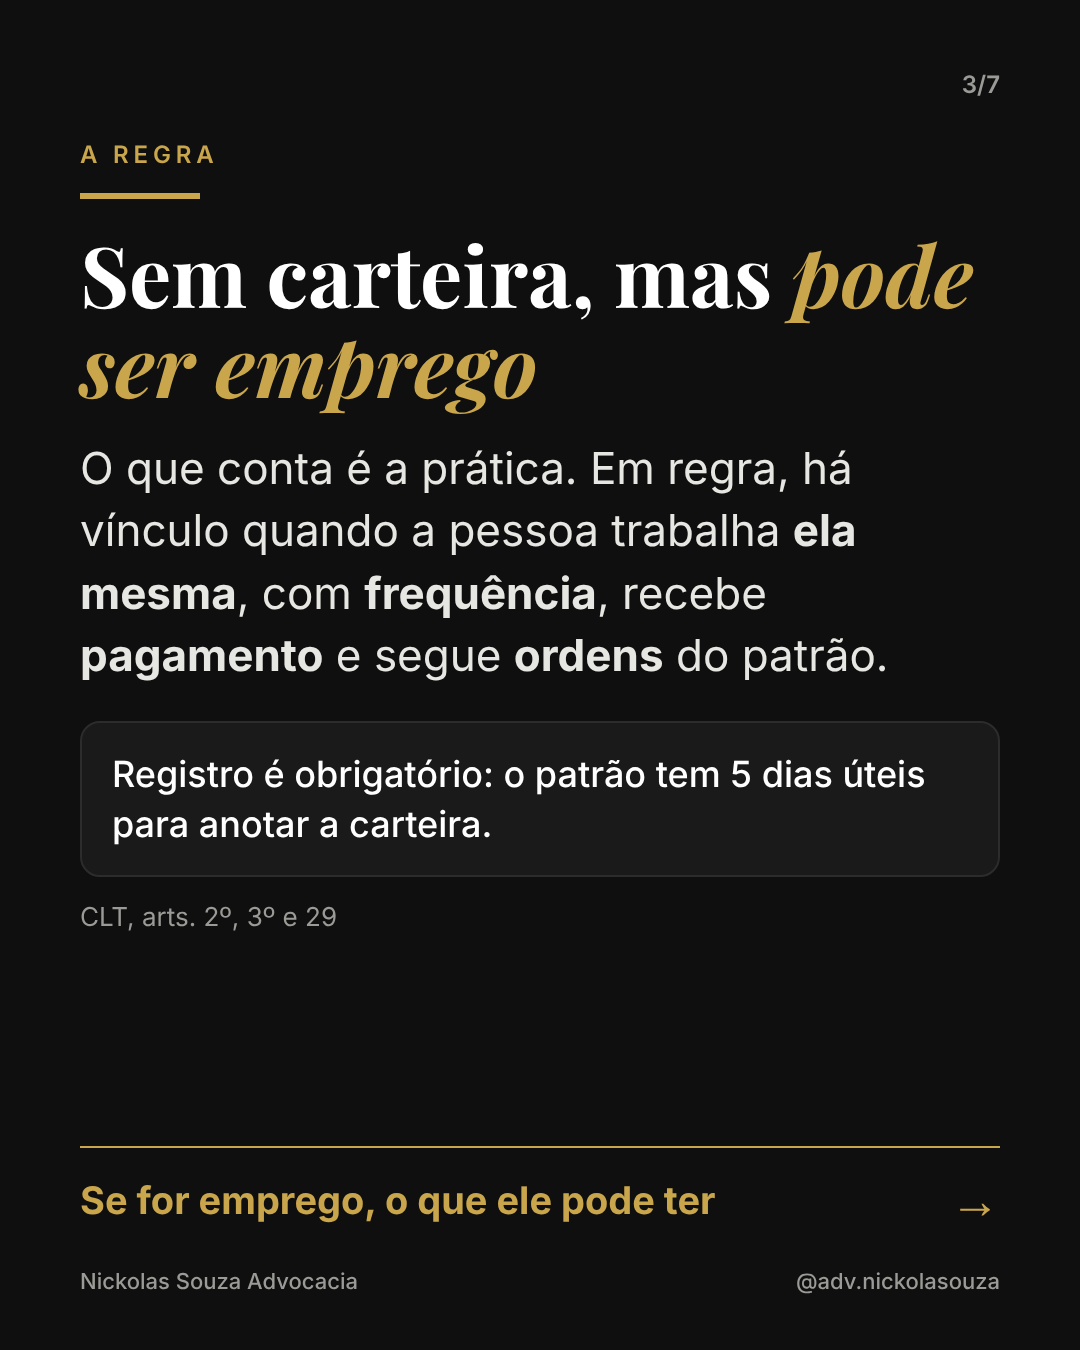 3/7
A REGRA
Sem carteira, mas pode
ser emprego
O que conta é a prática. Em regra, há
vínculo quando a pessoa trabalha ela
mesma, com frequência, recebe
pagamento e segue ordens do patrão.
Registro é obrigatório: o patrão tem 5 dias úteis
para anotar a carteira.
CLT, arts. 2º, 3º e 29
Se for emprego, o que ele pode ter →
Nickolas Souza Advocacia @adv.nickolasouza